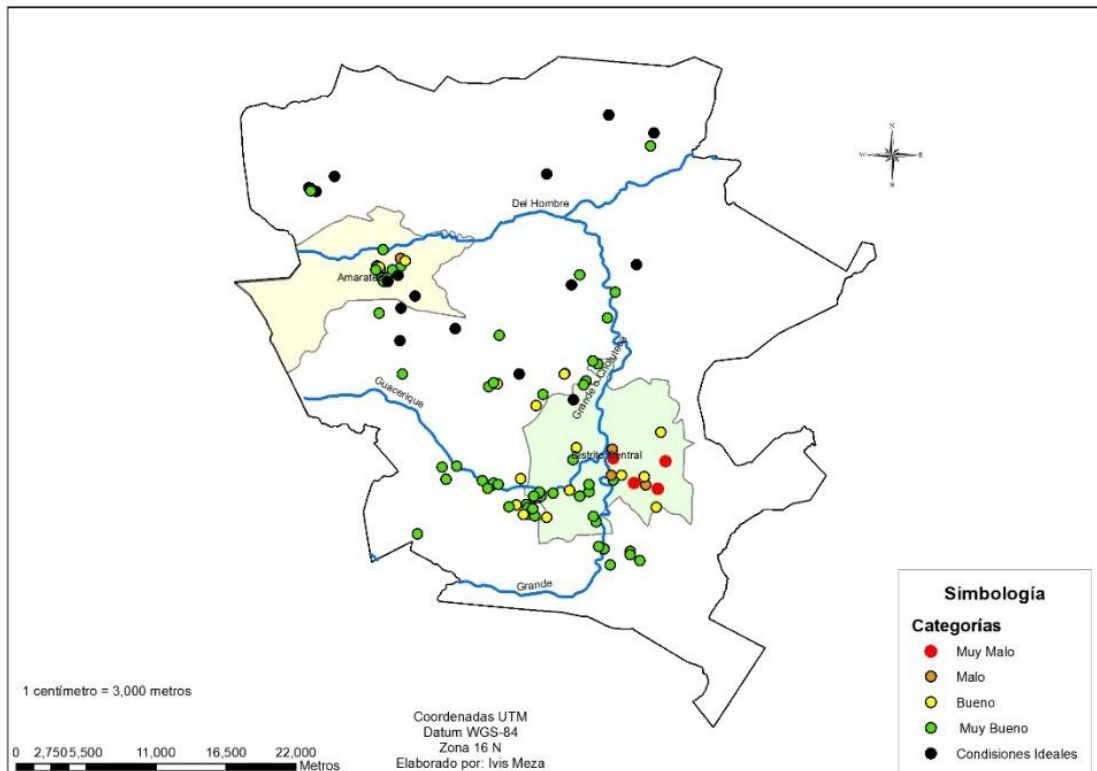 N
W
E
S
Del Hombre
Guacerique
Grande o Choluteca
Distrito Central
Grande
Simbología
Categorías
Muy Malo
Malo
Bueno
Muy Bueno
Condisiones Ideales
1 centímetro = 3,000 metros
Coordenadas UTM
Datum WGS-84
Zona 16 N
Elaborado por: Ivis Meza
0 2,750 5,500 11,000 16,500 22,000
Metros